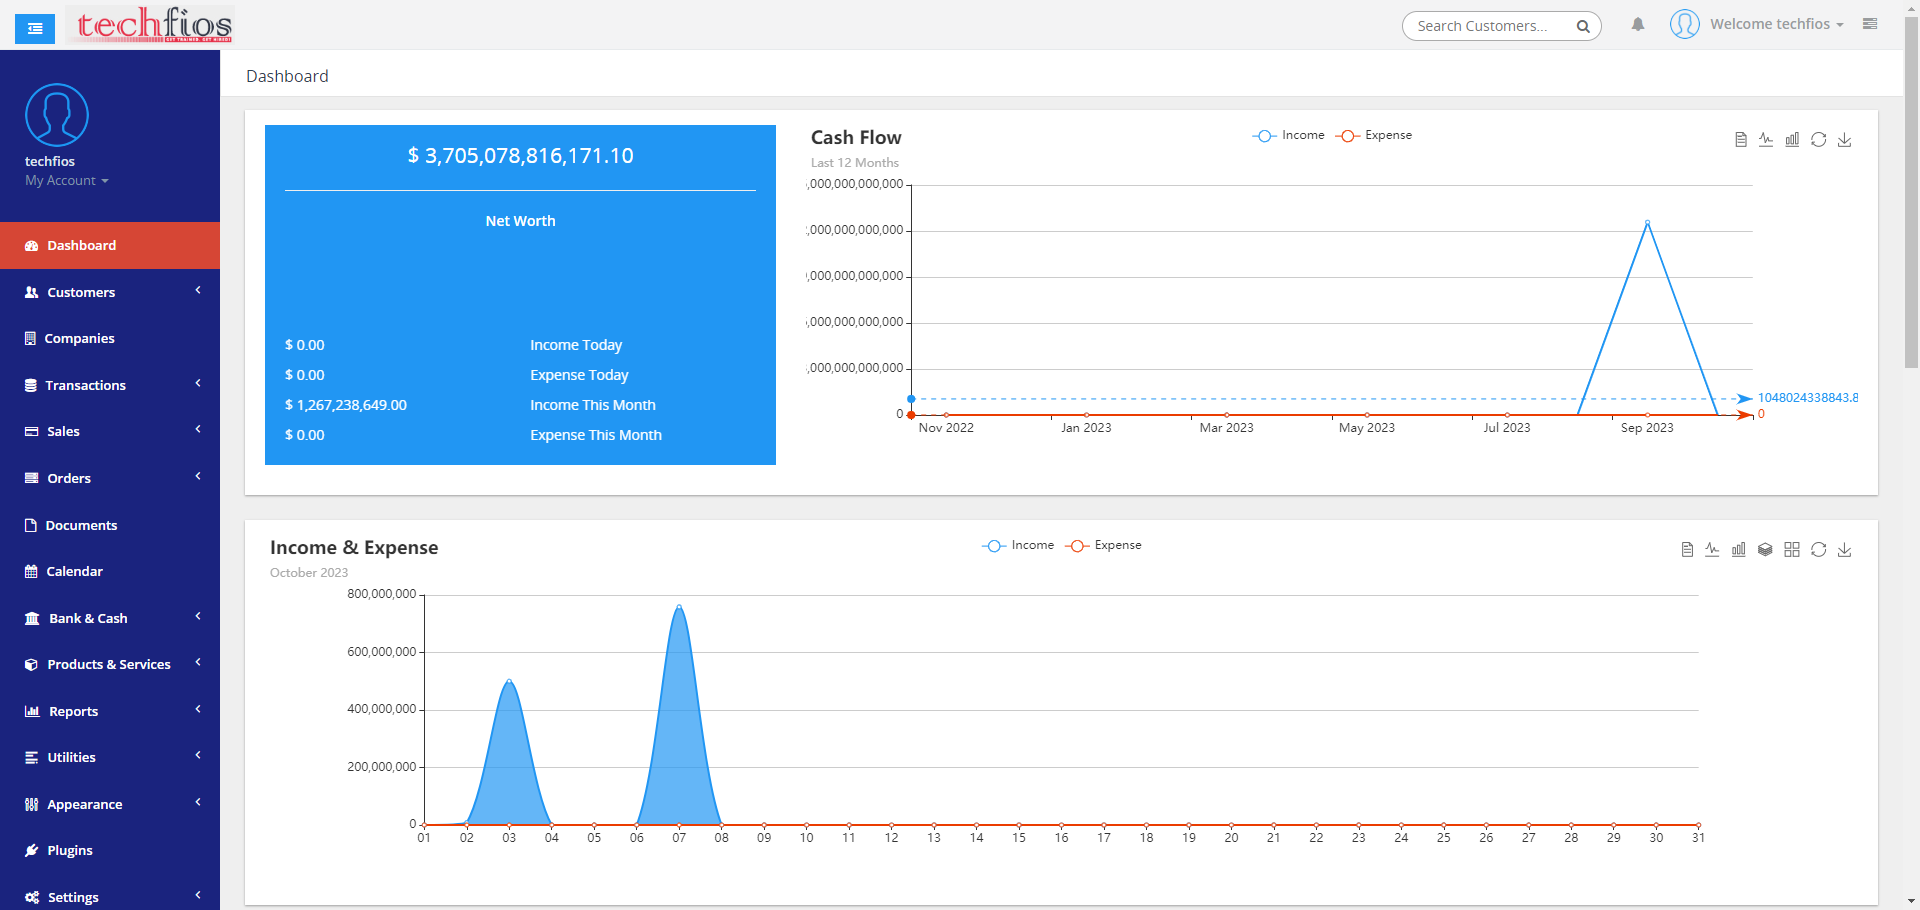 techfios
Search Customers...
Welcome techfios
techfios
My Account
Dashboard
Customers
Companies
Transactions
Sales
Orders
Documents
Calendar
Bank & Cash
Products & Services
Reports
Utilities
Appearance
Plugins
Settings
Dashboard
$ 3,705,078,816,171.10
Net Worth
$ 0.00 Income Today
$ 0.00 Expense Today
$ 1,267,238,649.00 Income This Month
$ 0.00 Expense This Month
Cash Flow
Last 12 Months
Income Expense
,000,000,000,000
2,000,000,000,000
,000,000,000,000
,000,000,000,000
,000,000,000,000
0
1048024338843.8
0
Nov 2022 Jan 2023 Mar 2023 May 2023 Jul 2023 Sep 2023
Income & Expense
October 2023
Income Expense
800,000,000
600,000,000
400,000,000
200,000,000
0
01 02 03 04 05 06 07 08 09 10 11 12 13 14 15 16 17 18 19 20 21 22 23 24 25 26 27 28 29 30 31